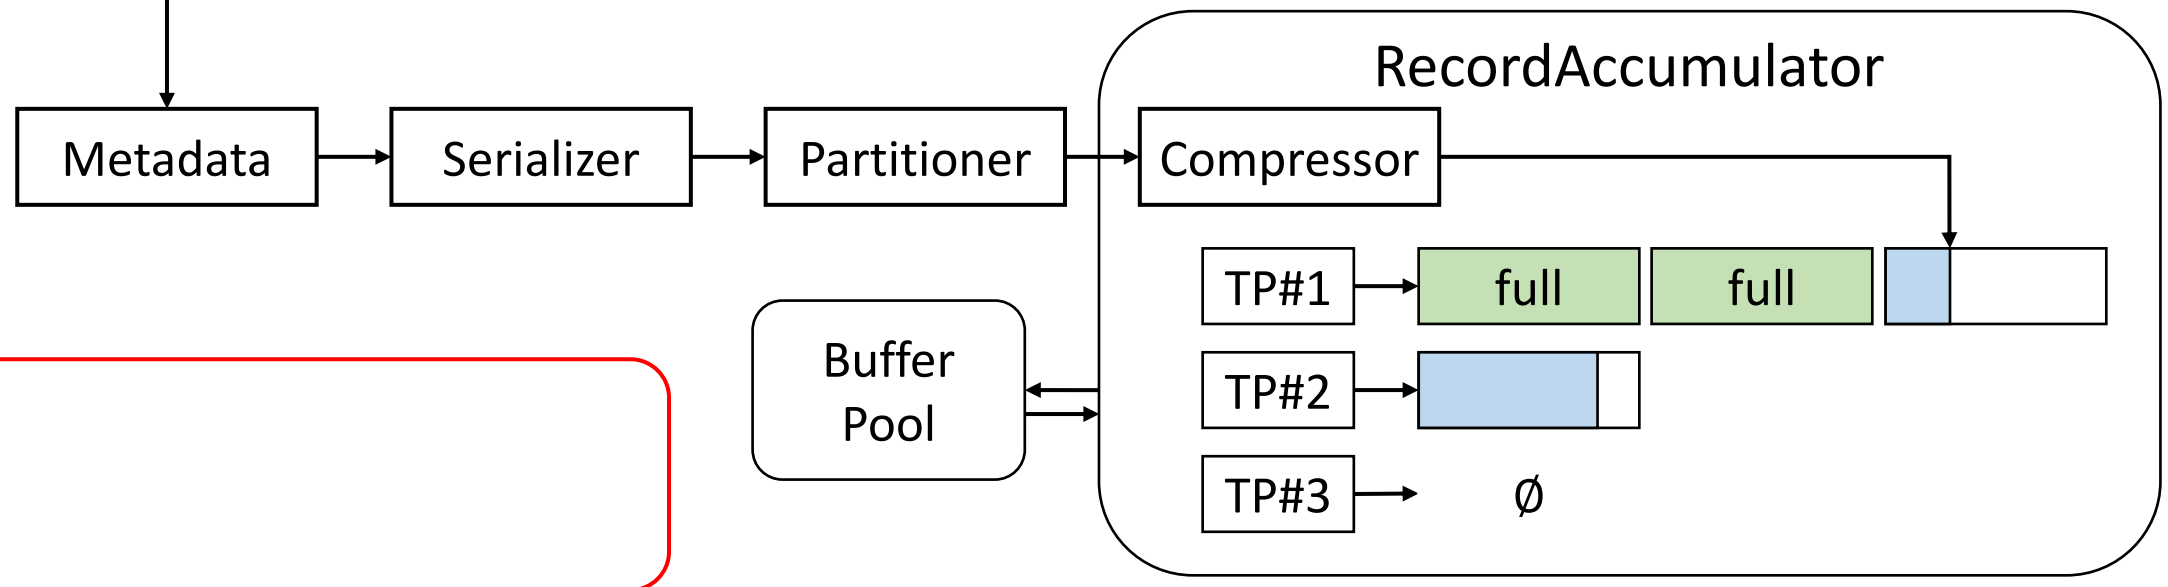 RecordAccumulator
Metadata
Serializer
Partitioner
Compressor
TP#1
full
full
Buffer
Pool
TP#2
TP#3
Ø